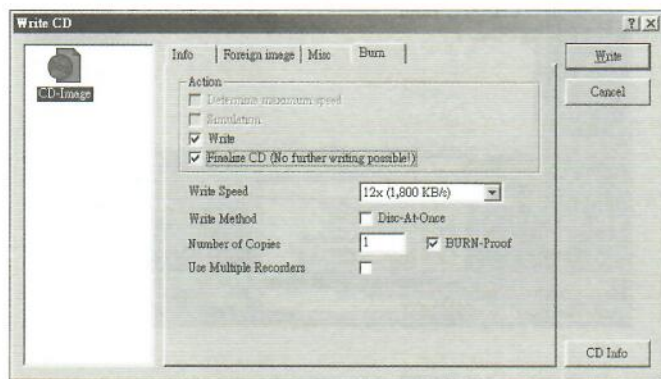 Write CD
Info Foreign image Misc Burn
Write
CD-Image
Action
Cancel
Determine maximum speed
Simulation
Write
Finalize CD (No further writing possible!)
Write Speed 12x (1,800 KB/s)
Write Method Disc-At-Once
Number of Copies 1 BURN-Proof
Use Multiple Recorders
CD Info